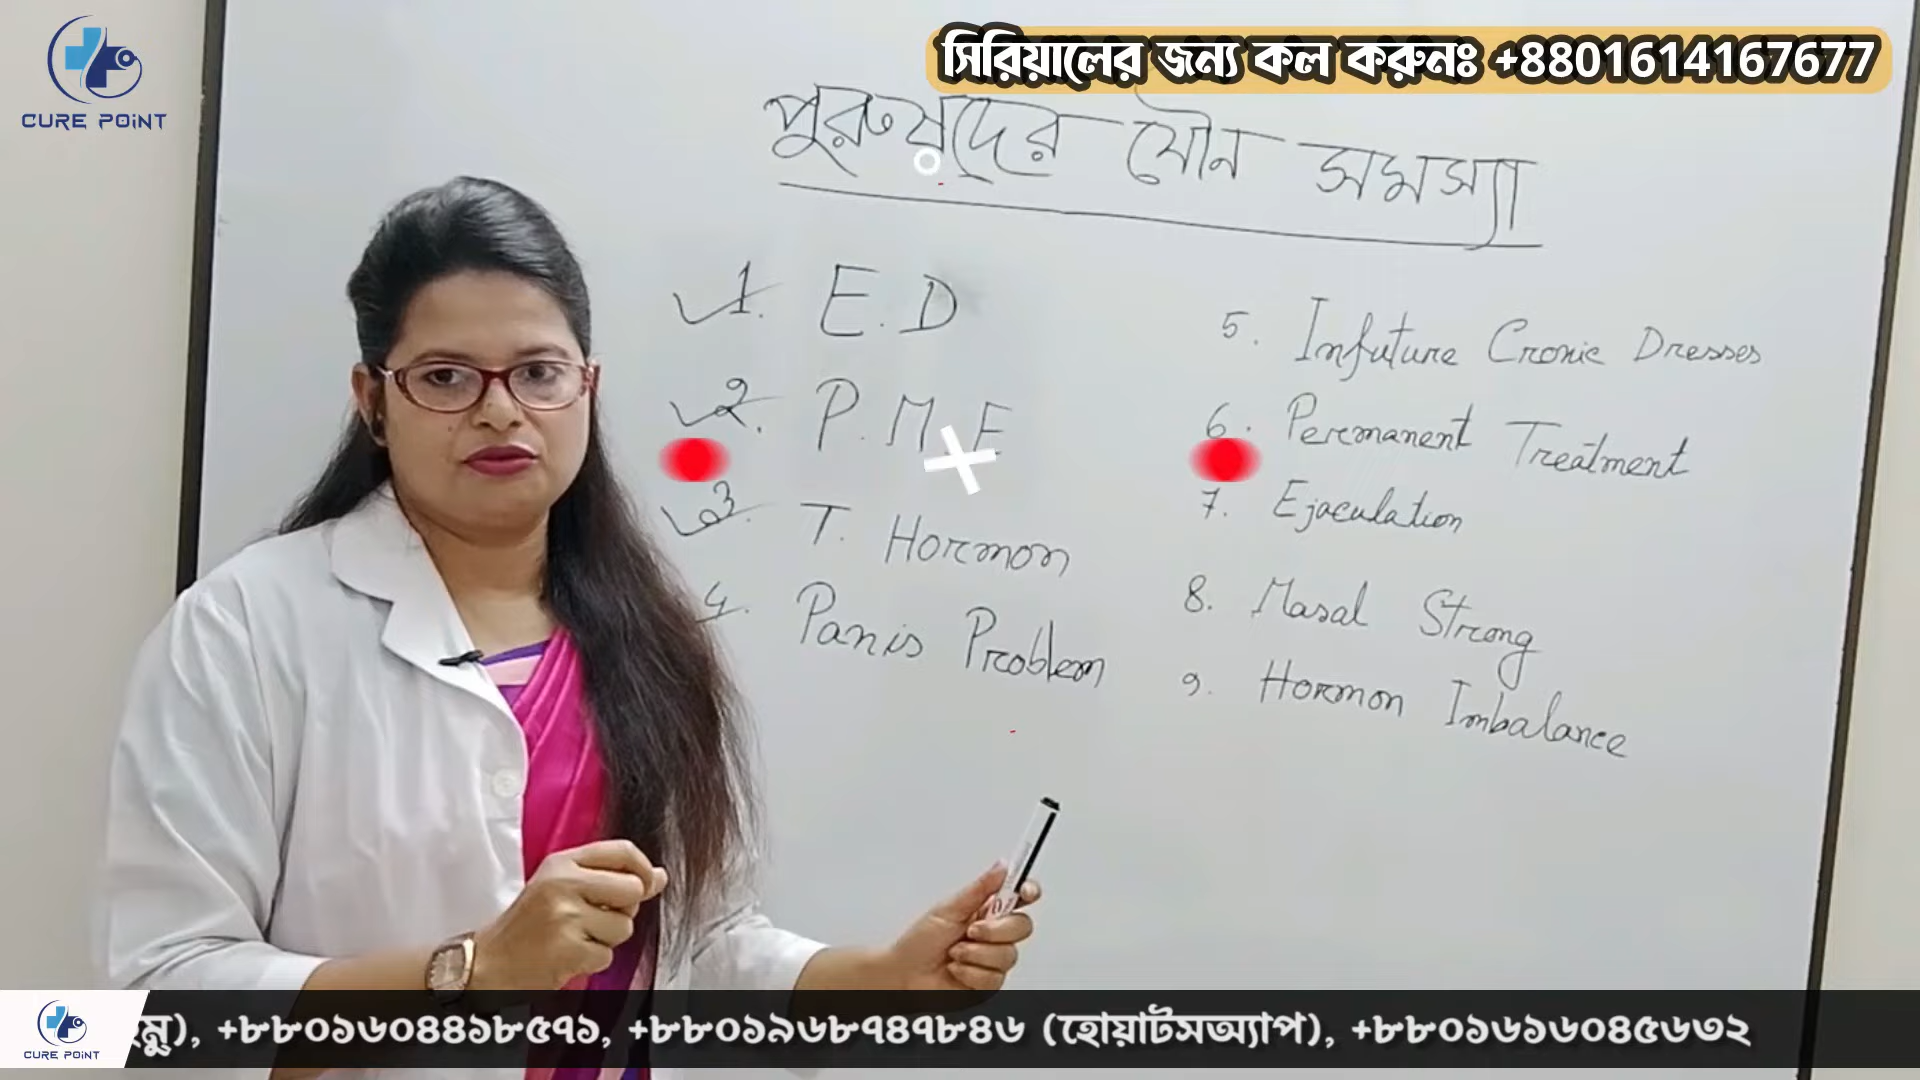 CURE POiNT
সিরিয়ালের জন্য কল করুনঃ +8801614167677
পুরুষদের যৌন সমস্যা
1. E.D
2. P.M.E
3. T. Hormon
4. Panis Problem
5. Infuture Cronic Dresses
6. Permanent Treatment
7. Ejaculation
8. Masal Strong
9. Hormon Imbalance
CURE POiNT
+৮৮০১৬০৪৪১৮৫৭১, +৮৮০১৯৬৮৭৪৭৮৪৬ (হোয়াটসঅ্যাপ), +৮৮০১৬১৬০৪৫৬৩২